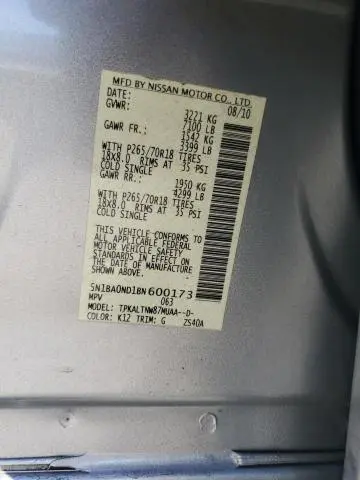 MFD BY NISSAN MOTOR CO., LTD.
DATE: 08/10
GVWR: 3221 KG
7100 LB
GAWR FR.: 1542 KG
3399 LB
WITH P265/70R18 TIRES
18X8.0 RIMS AT 35 PSI
COLD SINGLE
GAWR RR.: 1950 KG
4299 LB
WITH P265/70R18 TIRES
18X8.0 RIMS AT 35 PSI
COLD SINGLE
THIS VEHICLE CONFORMS TO ALL
APPLICABLE FEDERAL
MOTOR VEHICLE SAFETY
STANDARDS IN EFFECT ON
THE DATE OF MANUFACTURE
SHOWN ABOVE.
5N1BA0ND1BN600173
MPV 063
MODEL: TPKALTNW87MUAA--D-
COLOR: K12 TRIM: G ZS40A